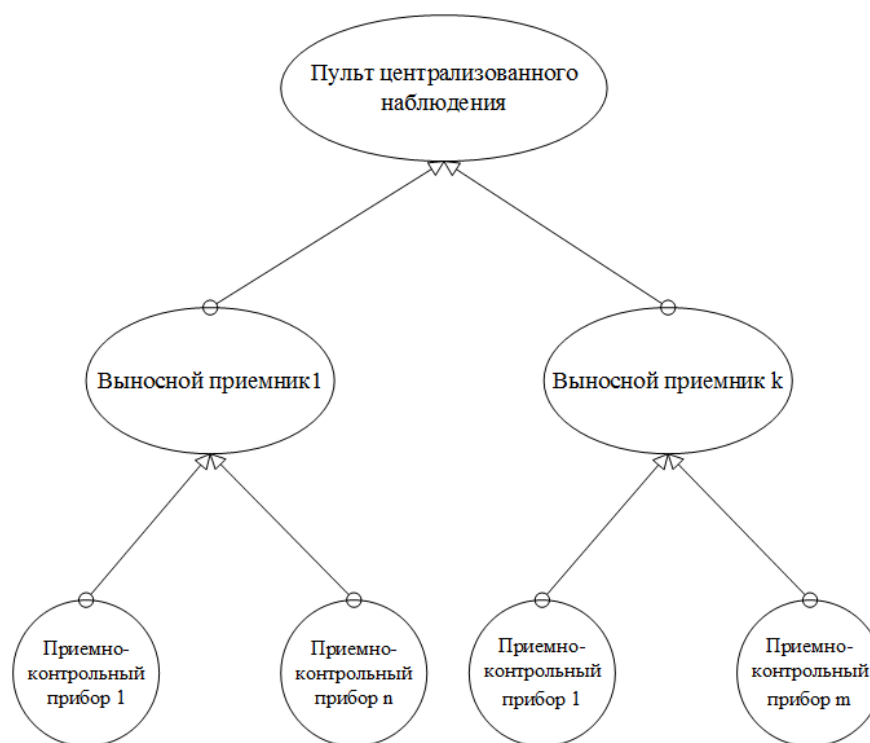 Пульт централизованного
наблюдения
Выносной приемник1
Выносной приемник k
Приемно-
контрольный
прибор 1
Приемно-
контрольный
прибор n
Приемно-
контрольный
прибор 1
Приемно-
контрольный
прибор m